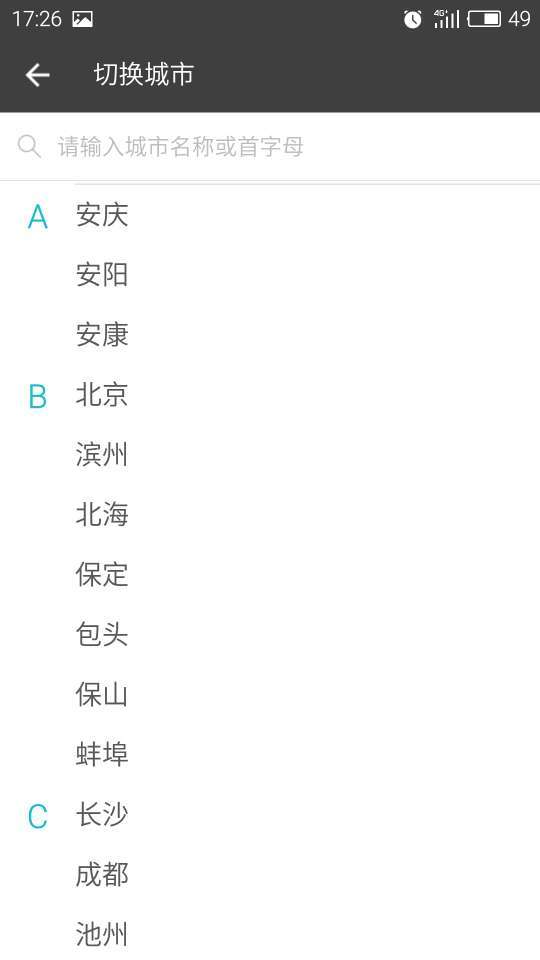 17:26 4G+ 49
切换城市
请输入城市名称或首字母
A 安庆
安阳
安康
B 北京
滨州
北海
保定
包头
保山
蚌埠
C 长沙
成都
池州